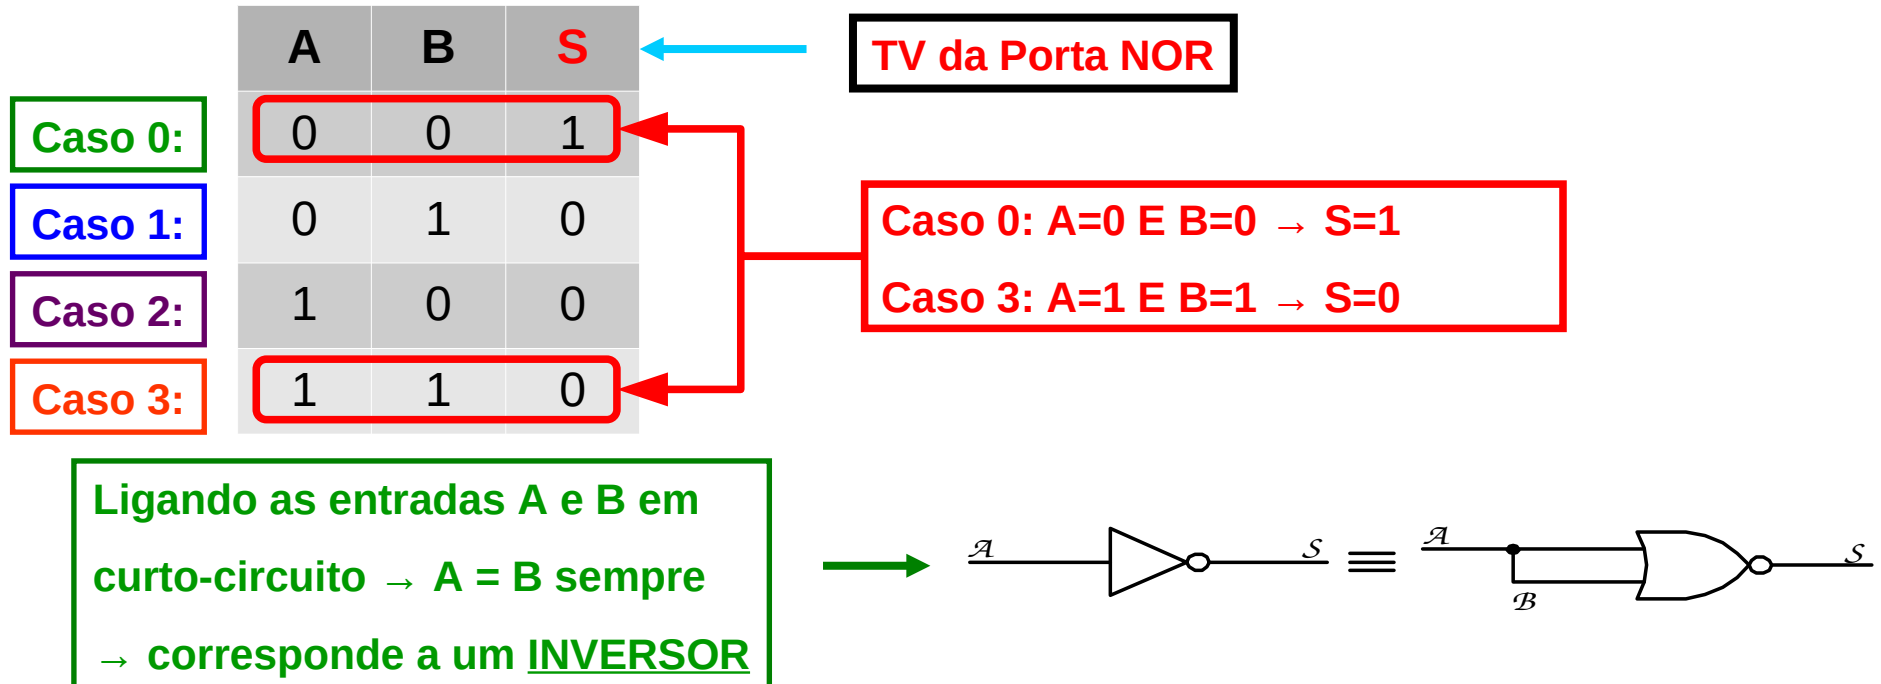 A B S
TV da Porta NOR
Caso 0:
0 0 1
Caso 1:
0 1 0
Caso 2:
1 0 0
Caso 3:
1 1 0
Caso 0: A=0 E B=0 → S=1
Caso 3: A=1 E B=1 → S=0
Ligando as entradas A e B em
curto-circuito → A = B sempre
→ corresponde a um INVERSOR
A S
A B S